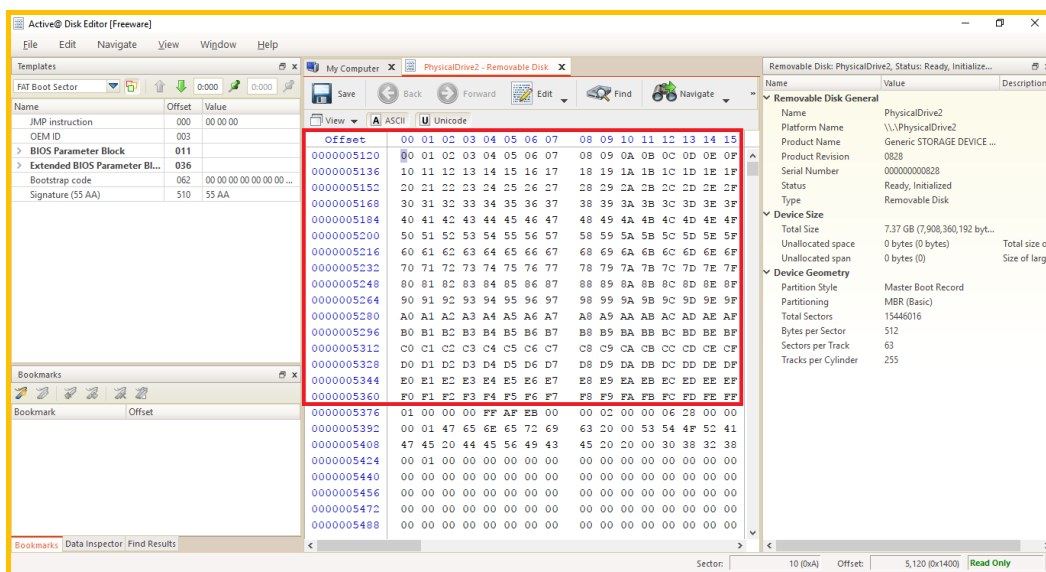 Active@ Disk Editor [Freeware]
File Edit Navigate View Window Help
Templates
FAT Boot Sector 0:000 0:000
Name Offset Value
JMP instruction 000 00 00 00
OEM ID 003
BIOS Parameter Block 011
Extended BIOS Parameter Bl... 036
Bootstrap code 062 00 00 00 00 00 00 ...
Signature (55 AA) 510 55 AA
Bookmarks
Bookmark Offset
Bookmarks Data Inspector Find Results
My Computer X PhysicalDrive2 - Removable Disk X
Save Back Forward Edit Find Navigate »
View A ASCII U Unicode
Offset 00 01 02 03 04 05 06 07 08 09 10 11 12 13 14 15
0000005120 00 01 02 03 04 05 06 07 08 09 0A 0B 0C 0D 0E 0F
0000005136 10 11 12 13 14 15 16 17 18 19 1A 1B 1C 1D 1E 1F
0000005152 20 21 22 23 24 25 26 27 28 29 2A 2B 2C 2D 2E 2F
0000005168 30 31 32 33 34 35 36 37 38 39 3A 3B 3C 3D 3E 3F
0000005184 40 41 42 43 44 45 46 47 48 49 4A 4B 4C 4D 4E 4F
0000005200 50 51 52 53 54 55 56 57 58 59 5A 5B 5C 5D 5E 5F
0000005216 60 61 62 63 64 65 66 67 68 69 6A 6B 6C 6D 6E 6F
0000005232 70 71 72 73 74 75 76 77 78 79 7A 7B 7C 7D 7E 7F
0000005248 80 81 82 83 84 85 86 87 88 89 8A 8B 8C 8D 8E 8F
0000005264 90 91 92 93 94 95 96 97 98 99 9A 9B 9C 9D 9E 9F
0000005280 A0 A1 A2 A3 A4 A5 A6 A7 A8 A9 AA AB AC AD AE AF
0000005296 B0 B1 B2 B3 B4 B5 B6 B7 B8 B9 BA BB BC BD BE BF
0000005312 C0 C1 C2 C3 C4 C5 C6 C7 C8 C9 CA CB CC CD CE CF
0000005328 D0 D1 D2 D3 D4 D5 D6 D7 D8 D9 DA DB DC DD DE DF
0000005344 E0 E1 E2 E3 E4 E5 E6 E7 E8 E9 EA EB EC ED EE EF
0000005360 F0 F1 F2 F3 F4 F5 F6 F7 F8 F9 FA FB FC FD FE FF
0000005376 01 00 00 00 FF AF EB 00 00 02 00 00 06 28 00 00
0000005392 00 01 47 65 6E 65 72 69 63 20 00 53 54 4F 52 41
0000005408 47 45 20 44 45 56 49 43 45 20 20 00 30 38 32 38
0000005424 00 01 00 00 00 00 00 00 00 00 00 00 00 00 00 00
0000005440 00 00 00 00 00 00 00 00 00 00 00 00 00 00 00 00
0000005456 00 00 00 00 00 00 00 00 00 00 00 00 00 00 00 00
0000005472 00 00 00 00 00 00 00 00 00 00 00 00 00 00 00 00
0000005488 00 00 00 00 00 00 00 00 00 00 00 00 00 00 00 00
Removable Disk: PhysicalDrive2, Status: Ready, Initialize...
Name Value Description
Removable Disk General
Name PhysicalDrive2
Platform Name \\.\PhysicalDrive2
Product Name Generic STORAGE DEVICE ...
Product Revision 0828
Serial Number 000000000828
Status Ready, Initialized
Type Removable Disk
Device Size
Total Size 7.37 GB (7,908,360,192 byt...
Unallocated space 0 bytes (0 bytes) Total size o
Unallocated span 0 bytes (0) Size of larg
Device Geometry
Partition Style Master Boot Record
Partitioning MBR (Basic)
Total Sectors 15446016
Bytes per Sector 512
Sectors per Track 63
Tracks per Cylinder 255
Sector: 10 (0xA) Offset: 5,120 (0x1400) Read Only